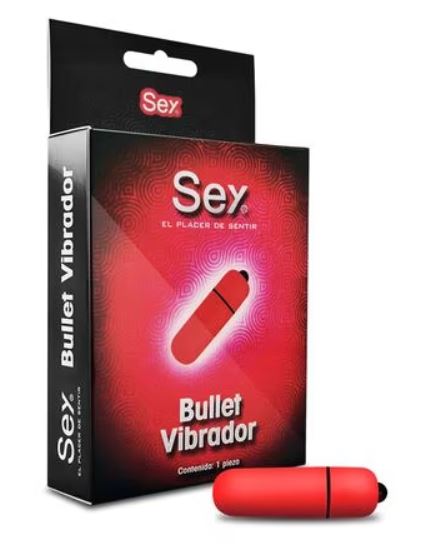 Sex
Sex
EL PLACER DE SENTIR
Bullet
Vibrador
Contenido: 1 pieza
Sex
EL PLACER DE SENTIR
Bullet Vibrador